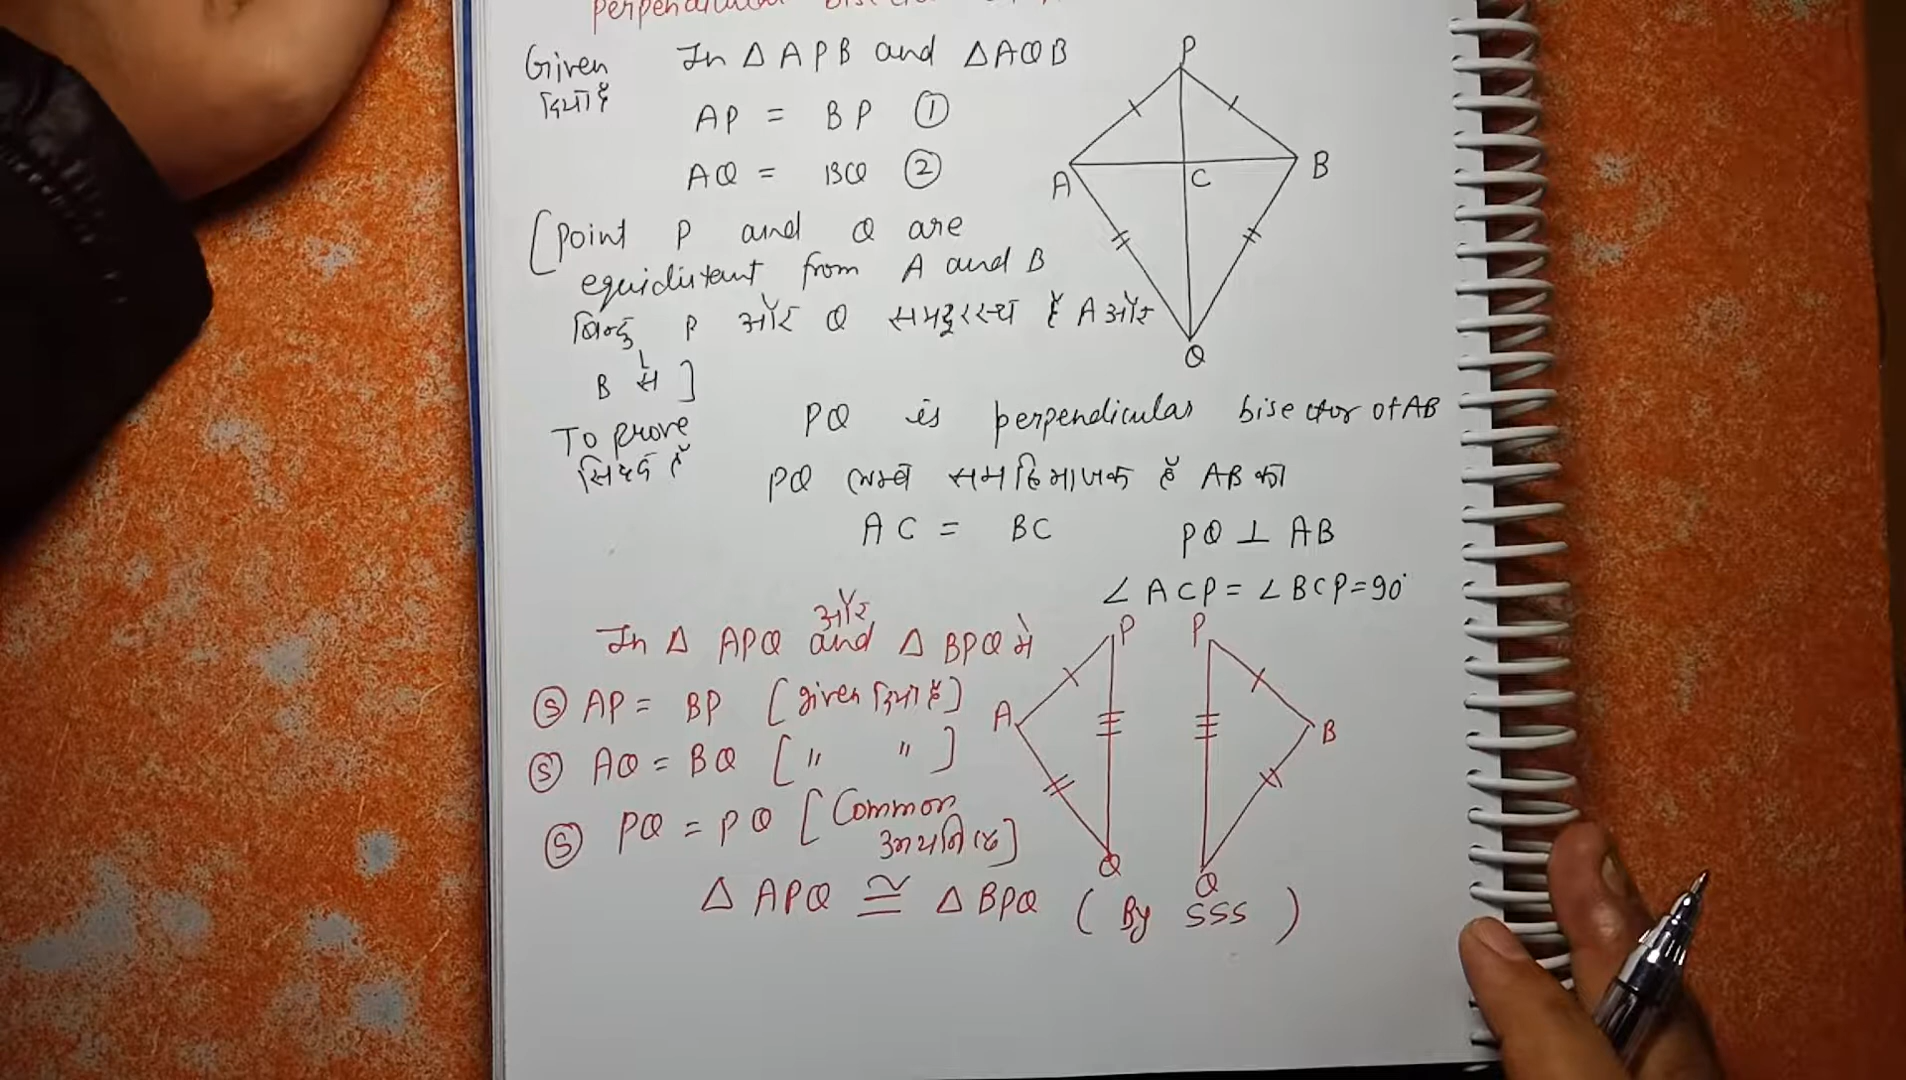 perpendicular bisector of
Given In △ APB and △AQB
दिया है
AP = BP ①
AQ = BQ ②
[Point P and Q are
equidistant from A and B
बिन्दु P और Q समदूरस्थ है A और
B से ]
To prove PQ is perpendicular bisector of AB
सिद्ध है PQ लम्ब समद्विभाजक है AB का
AC = BC PQ ⊥ AB
∠ ACP = ∠ BCP = 90°
In △ APQ and और △ BPQ में
Ⓢ AP = BP [given दिया है]
Ⓢ AQ = BQ [ " " ]
Ⓢ PQ = PQ [Common
उभयनिष्ठ]
△ APQ ≅ △ BPQ ( By SSS )
P
A
C
B
Q
P
A
Q
P
B
Q